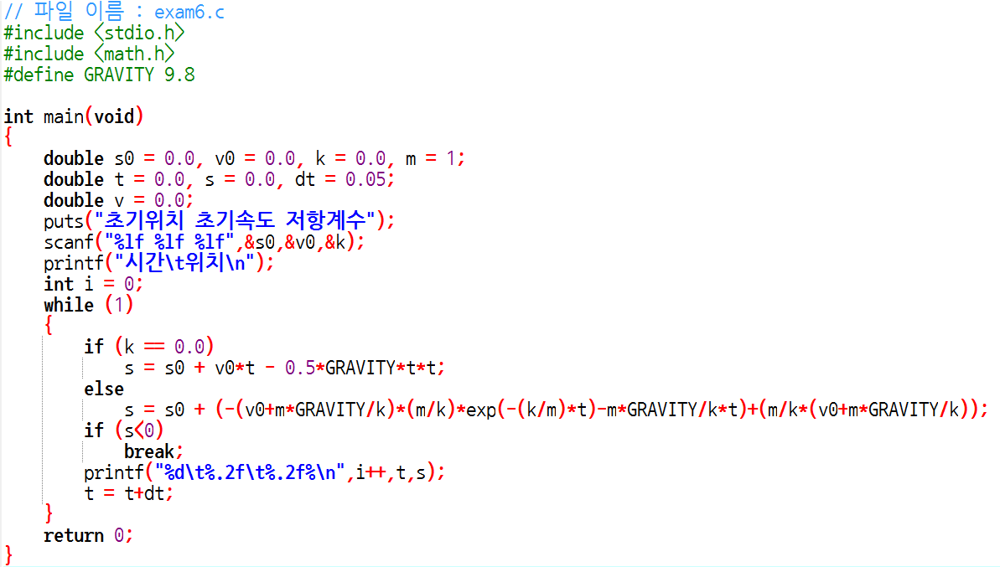 // 파일 이름 : exam6.c
#include <stdio.h>
#include <math.h>
#define GRAVITY 9.8

int main(void)
{
    double s0 = 0.0, v0 = 0.0, k = 0.0, m = 1;
    double t = 0.0, s = 0.0, dt = 0.05;
    double v = 0.0;
    puts("초기위치 초기속도 저항계수");
    scanf("%lf %lf %lf",&s0,&v0,&k);
    printf("시간\t위치\n");
    int i = 0;
    while (1)
    {
        if (k == 0.0)
            s = s0 + v0*t - 0.5*GRAVITY*t*t;
        else
            s = s0 + (-(v0+m*GRAVITY/k)*(m/k)*exp(-(k/m)*t)-m*GRAVITY/k*t)+(m/k*(v0+m*GRAVITY/k));
        if (s<0)
            break;
        printf("%d\t%.2f\t%.2f%\n",i++,t,s);
        t = t+dt;
    }
    return 0;
}